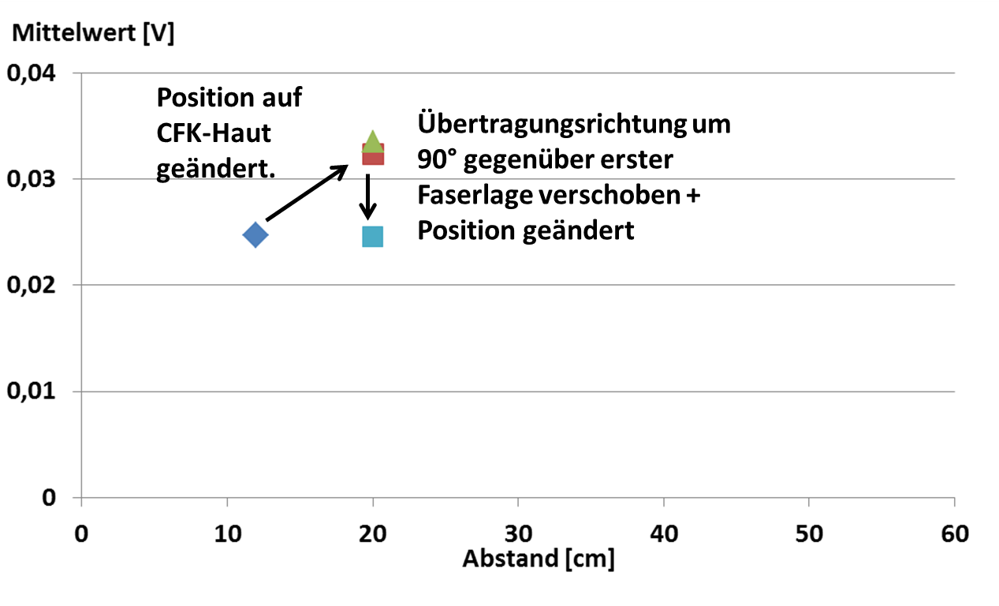 Mittelwert [V]
0,04
Position auf
CFK-Haut
geändert.
Übertragungsrichtung um
90° gegenüber erster
Faserlage verschoben +
Position geändert
0,03
0,02
0,01
0
0 10 20 30 40 50 60
Abstand [cm]